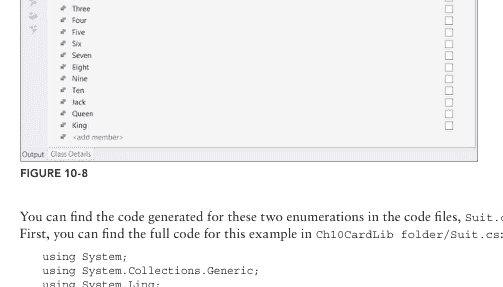 Three
Four
Five
Six
Seven
Eight
Nine
Ten
Jack
Queen
King
<add member>
Output Class Details
FIGURE 10-8
You can find the code generated for these two enumerations in the code files, Suit.c
First, you can find the full code for this example in Ch10CardLib folder/Suit.cs:
using System;
using System.Collections.Generic;
using System.Linq;